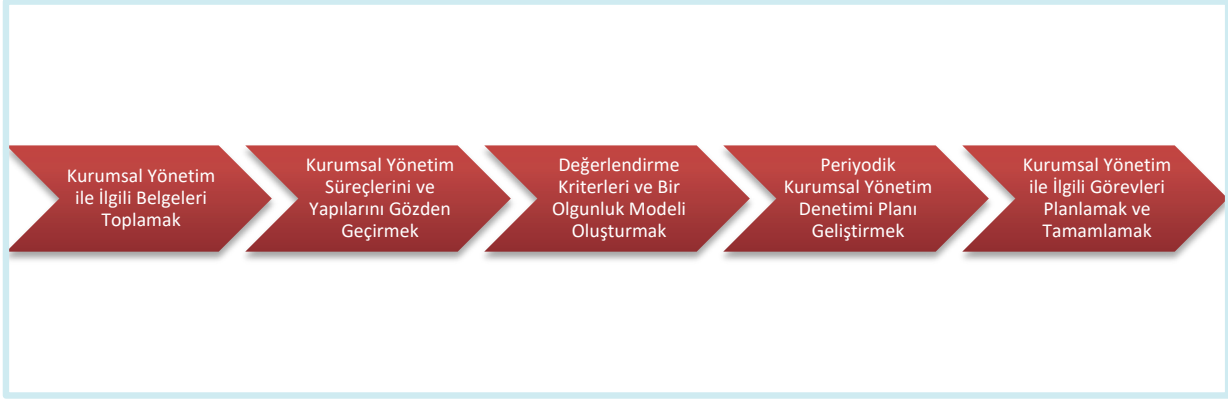 Kurumsal Yönetim
ile İlgili Belgeleri
Toplamak
Kurumsal Yönetim
Süreçlerini ve
Yapılarını Gözden
Geçirmek
Değerlendirme
Kriterleri ve Bir
Olgunluk Modeli
Oluşturmak
Periyodik
Kurumsal Yönetim
Denetimi Planı
Geliştirmek
Kurumsal Yönetim
ile İlgili Görevleri
Planlamak ve
Tamamlamak